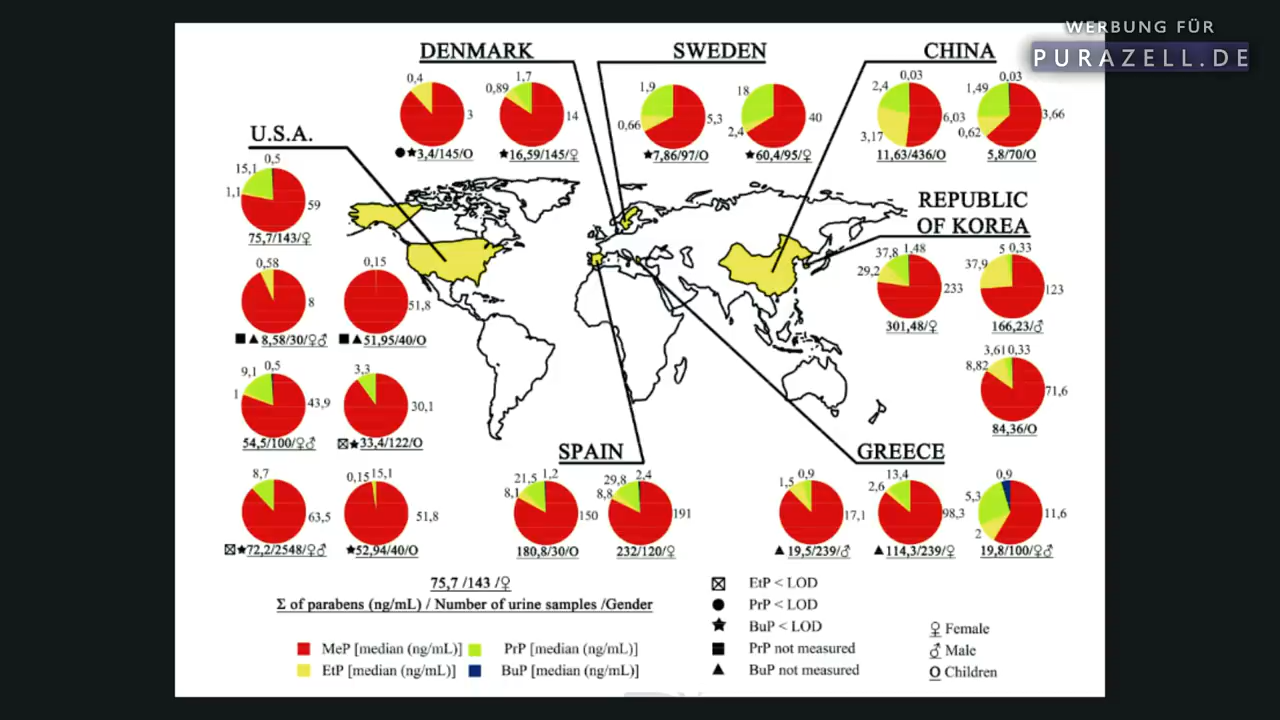 WERBUNG FÜR
PURAZELL.DE
DENMARK
0,4
3
●★3,4/145/O
1,7
0,89
14
★16,59/145/♀
SWEDEN
1,9
0,66
5,3
★7,86/97/O
18
2,4
40
★60,4/95/♀
CHINA
0,03
2,4
3,17
6,03
11,63/436/O
0,03
1,49
0,62
3,66
5,8/70/O
U.S.A.
0,5
15,1
1,1
59
75,7/143/♀
0,58
8
■▲8,58/30/♀♂
0,15
51,8
■▲51,95/40/O
0,5
9,1
1
43,9
54,5/100/♀♂
3,3
30,1
⊠★33,4/122/O
8,7
63,5
⊠★72,2/2548/♀♂
0,15 15,1
51,8
★52,94/40/O
REPUBLIC
OF KOREA
37,8 1,48
29,2
233
301,48/♀
5 0,33
37,9
123
166,23/♂
3,61 0,33
8,82
71,6
84,36/O
SPAIN
21,5 1,2
8,1
150
180,8/30/O
29,8 2,4
8,8
191
232/120/♀
GREECE
0,9
1,5
17,1
▲19,5/239/♂
13,4
2,6
98,3
▲114,3/239/♀
0,9
5,3
2
11,6
19,8/100/♀♂
75,7 /143 /♀
Σ of parabens (ng/mL) / Number of urine samples /Gender
MeP [median (ng/mL)]
PrP [median (ng/mL)]
EtP [median (ng/mL)]
BuP [median (ng/mL)]
⊠ EtP < LOD
● PrP < LOD
★ BuP < LOD
■ PrP not measured
▲ BuP not measured
♀ Female
♂ Male
O Children